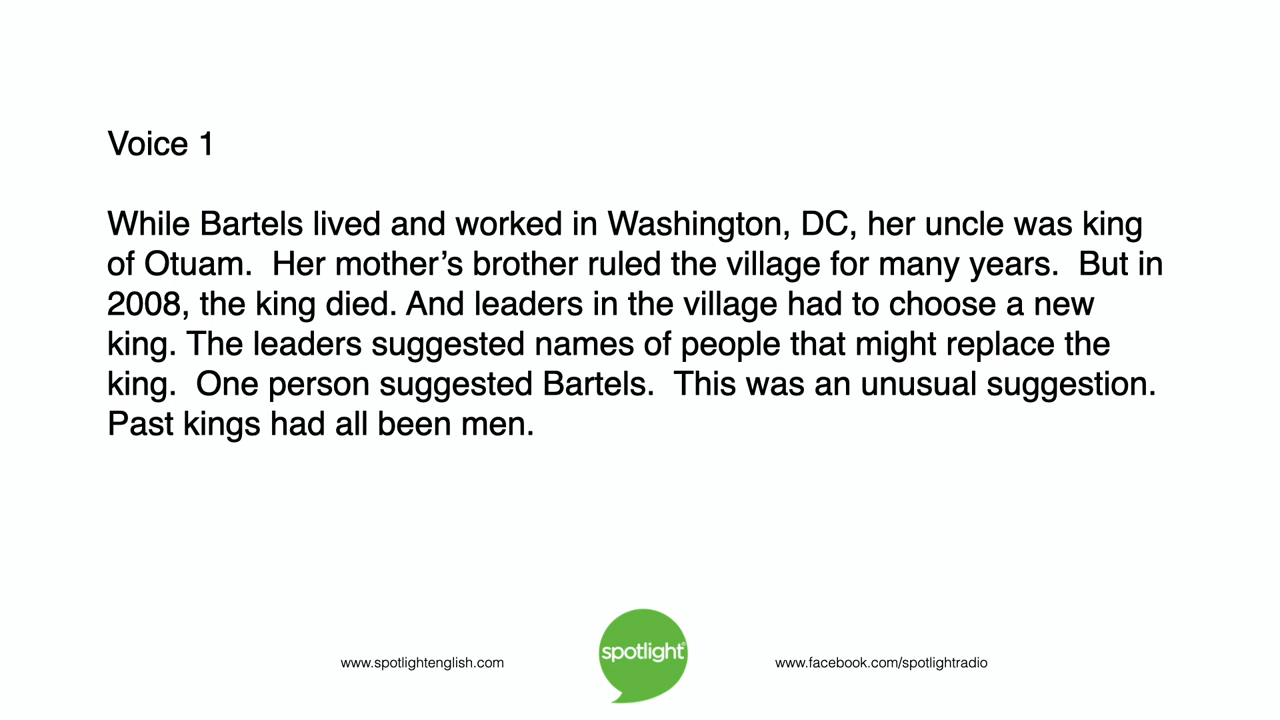 Voice 1
While Bartels lived and worked in Washington, DC, her uncle was king
of Otuam.  Her mother’s brother ruled the village for many years.  But in
2008, the king died. And leaders in the village had to choose a new
king. The leaders suggested names of people that might replace the
king.  One person suggested Bartels.  This was an unusual suggestion.
Past kings had all been men.
www.spotlightenglish.com
spotlight®
www.facebook.com/spotlightradio